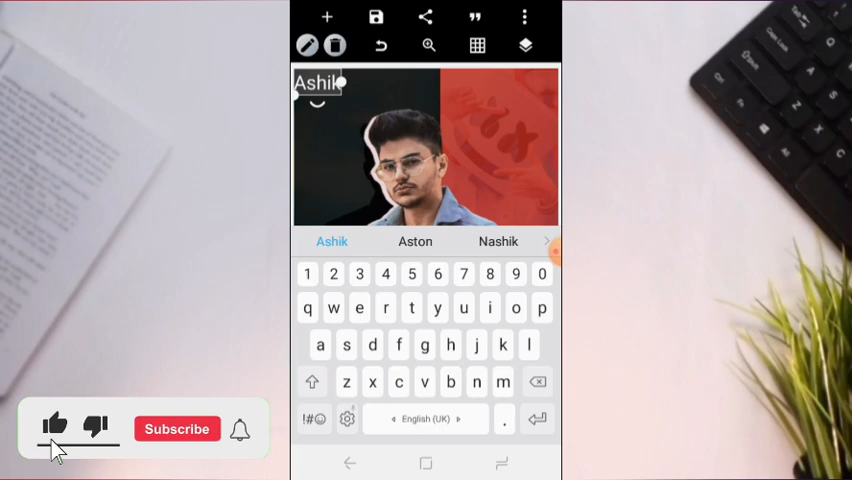 Ashik
Ashik Aston Nashik
1 2 3 4 5 6 7 8 9 0
q w e r t y u i o p
a s d f g h j k l
z x c v b n m
!#☺ English (UK) .
Subscribe